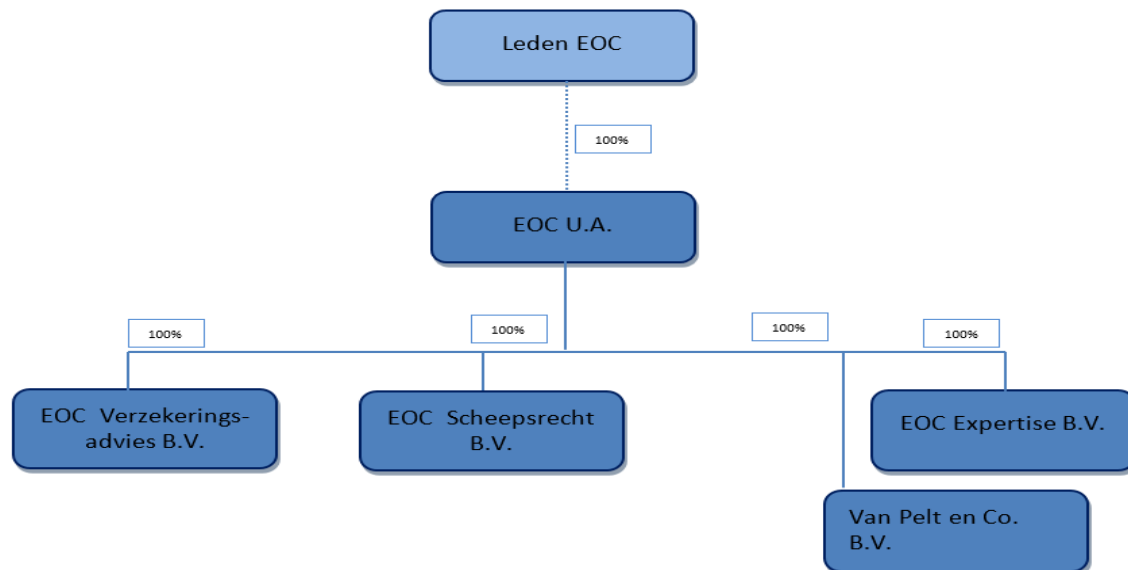 Leden EOC
100%
EOC U.A.
100%
100%
100%
100%
EOC Verzekerings-
advies B.V.
EOC Scheepsrecht
B.V.
EOC Expertise B.V.
Van Pelt en Co.
B.V.